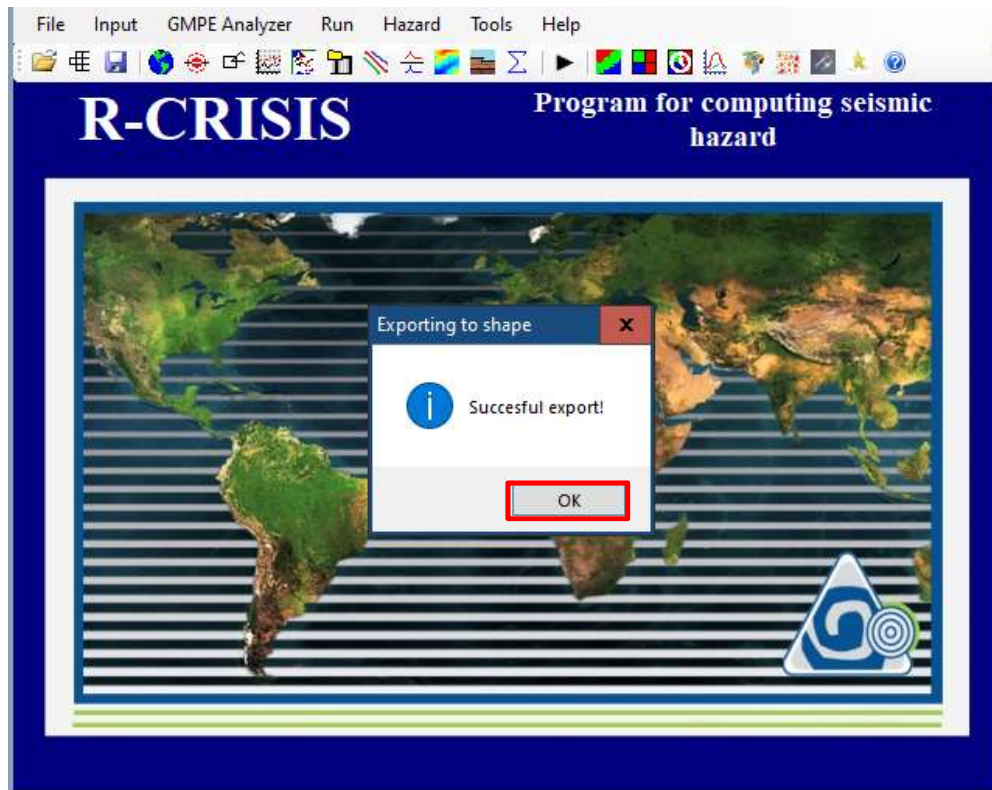 File Input GMPE Analyzer Run Hazard Tools Help
R-CRISIS
Program for computing seismic
hazard
Exporting to shape
Succesful export!
OK